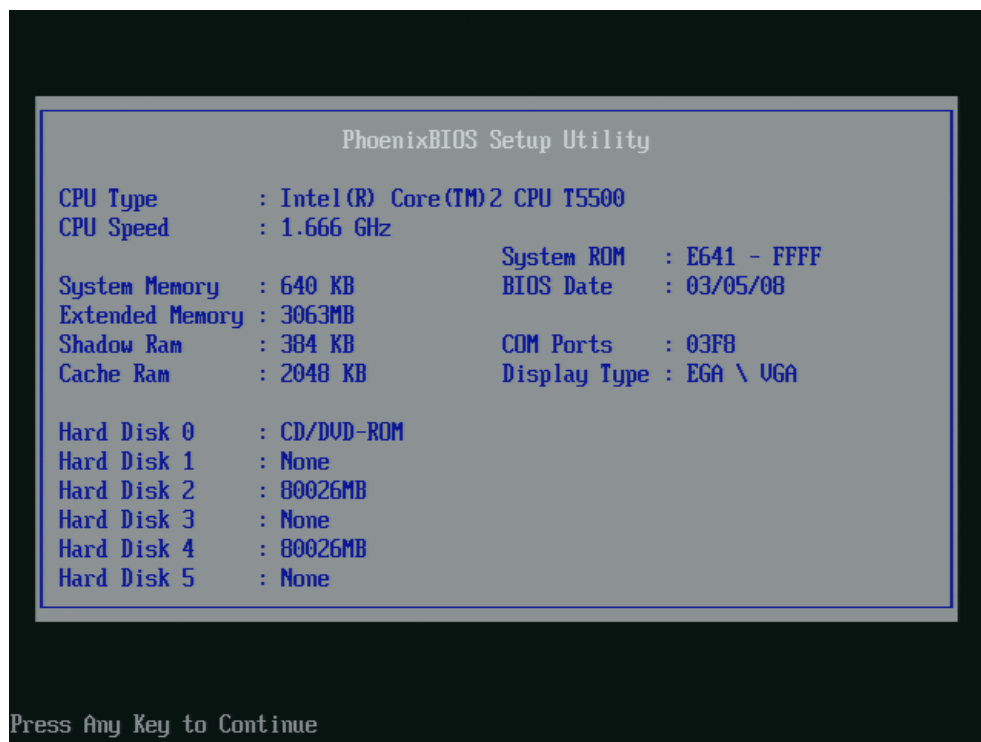 PhoenixBIOS Setup Utility
CPU Type : Intel(R) Core(TM)2 CPU T5500
CPU Speed : 1.666 GHz
System ROM : E641 - FFFF
System Memory : 640 KB BIOS Date : 03/05/08
Extended Memory : 3063MB
Shadow Ram : 384 KB COM Ports : 03F8
Cache Ram : 2048 KB Display Type : EGA \ VGA
Hard Disk 0 : CD/DVD-ROM
Hard Disk 1 : None
Hard Disk 2 : 80026MB
Hard Disk 3 : None
Hard Disk 4 : 80026MB
Hard Disk 5 : None
Press Any Key to Continue